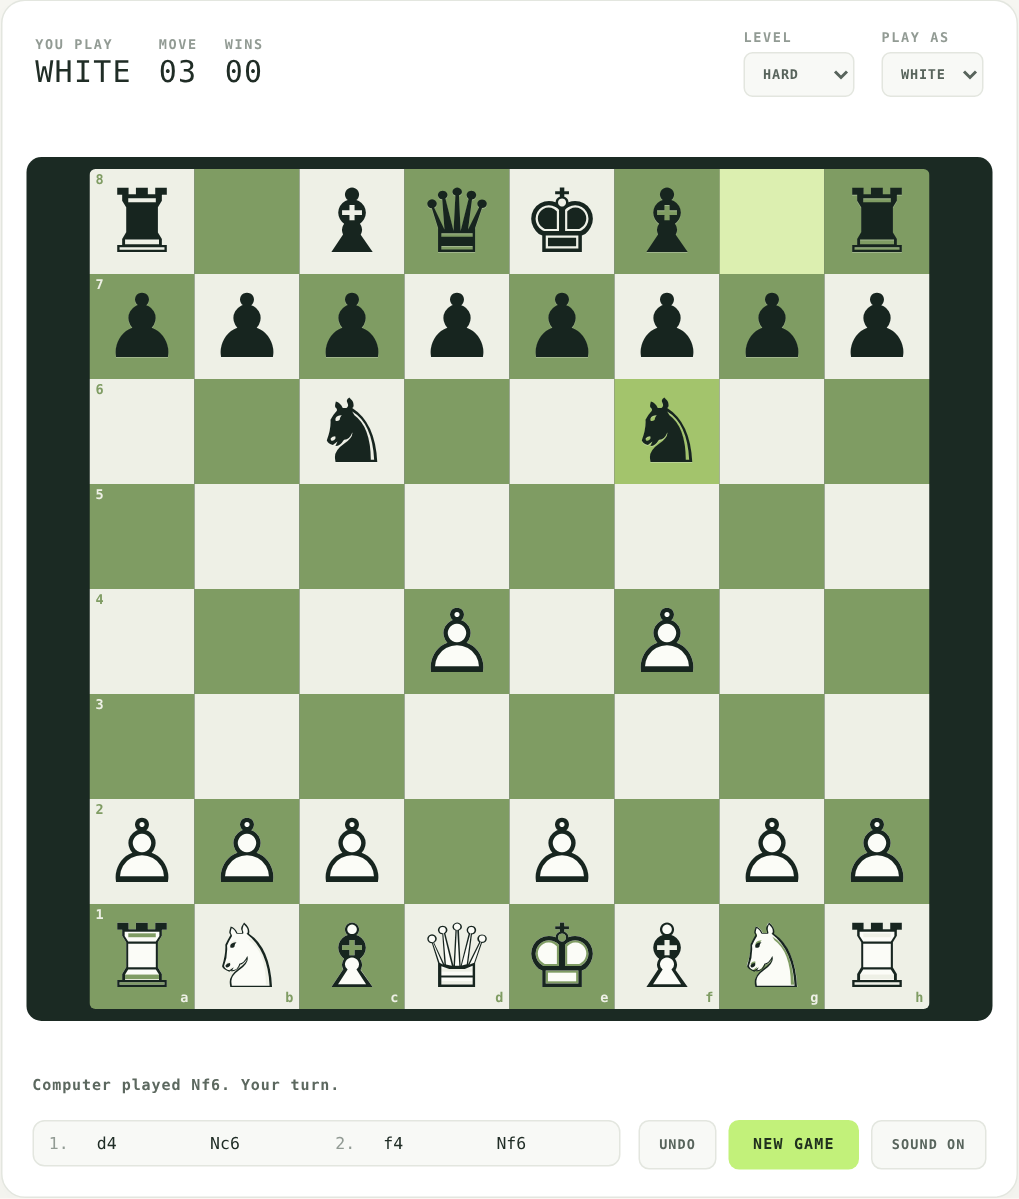 YOU PLAY MOVE WINS LEVEL PLAY AS
WHITE 03 00 HARD WHITE
8
7
6
5
4
3
2
1
a b c d e f g h
Computer played Nf6. Your turn.
1. d4 Nc6 2. f4 Nf6 UNDO NEW GAME SOUND ON